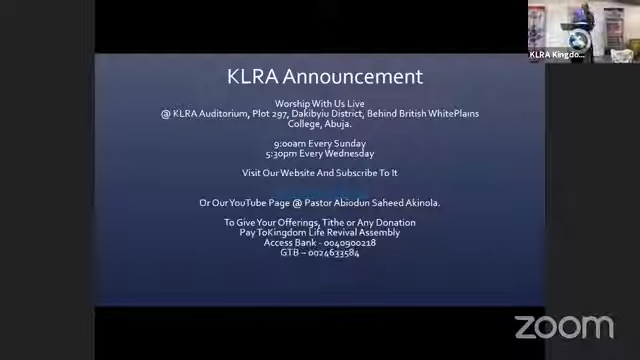 KLRA Announcement
Worship With Us Live
@ KLRA Auditorium, Plot 297, Dakibyiu District, Behind British WhitePlains
College, Abuja.
9:00am Every Sunday
5:30pm Every Wednesday
Visit Our Website And Subscribe To It
Or Our YouTube Page @ Pastor Abiodun Saheed Akinola.
To Give Your Offerings, Tithe or Any Donation
Pay ToKingdom Life Revival Assembly
Access Bank - 0040900218
GTB – 0024633584
KLRA Kingdo...
zoom